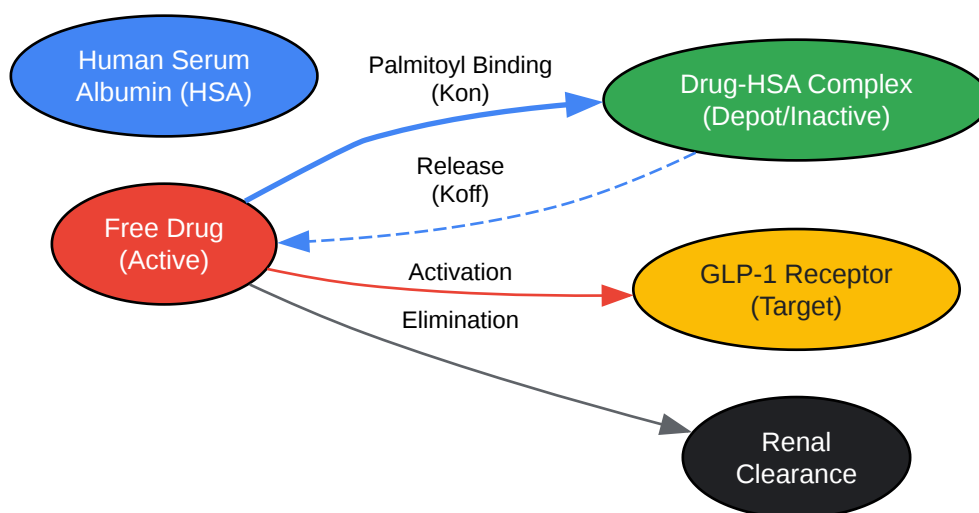 Human Serum
Albumin (HSA)
Palmitoyl Binding
(Kon)
Drug-HSA Complex
(Depot/Inactive)
Release
(Koff)
Free Drug
(Active)
Activation
GLP-1 Receptor
(Target)
Elimination
Renal
Clearance